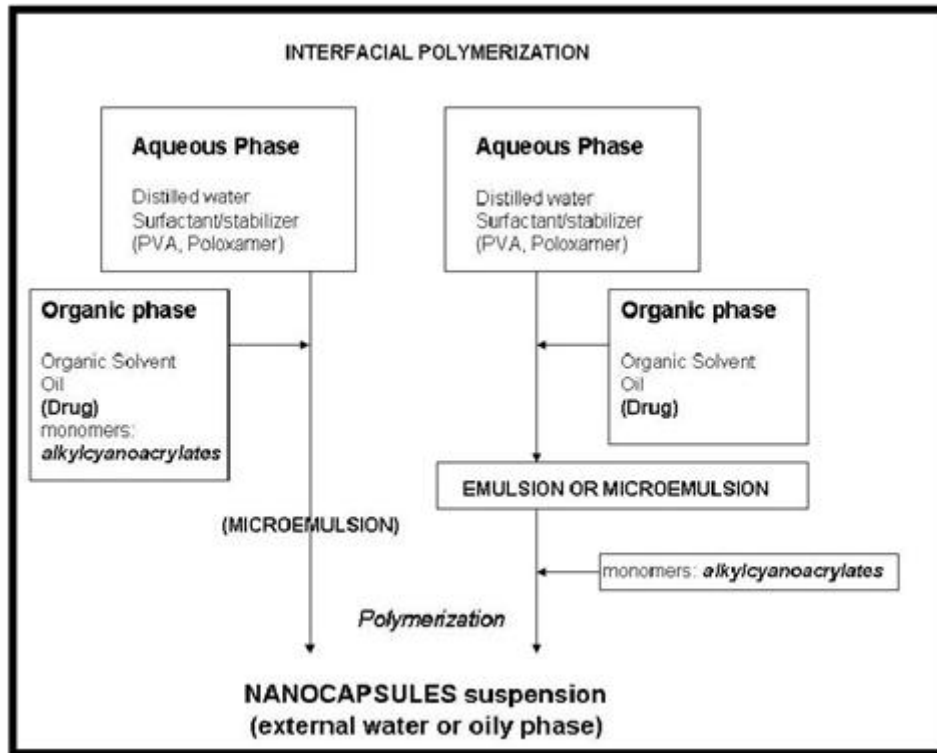 INTERFACIAL POLYMERIZATION
Aqueous Phase
Distilled water
Surfactant/stabilizer
(PVA, Poloxamer)
Aqueous Phase
Distilled water
Surfactant/stabilizer
(PVA, Poloxamer)
Organic phase
Organic Solvent
Oil
(Drug)
monomers:
alkylcyanoacrylates
Organic phase
Organic Solvent
Oil
(Drug)
EMULSION OR MICROEMULSION
(MICROEMULSION)
monomers: alkylcyanoacrylates
Polymerization
NANOCAPSULES suspension
(external water or oily phase)